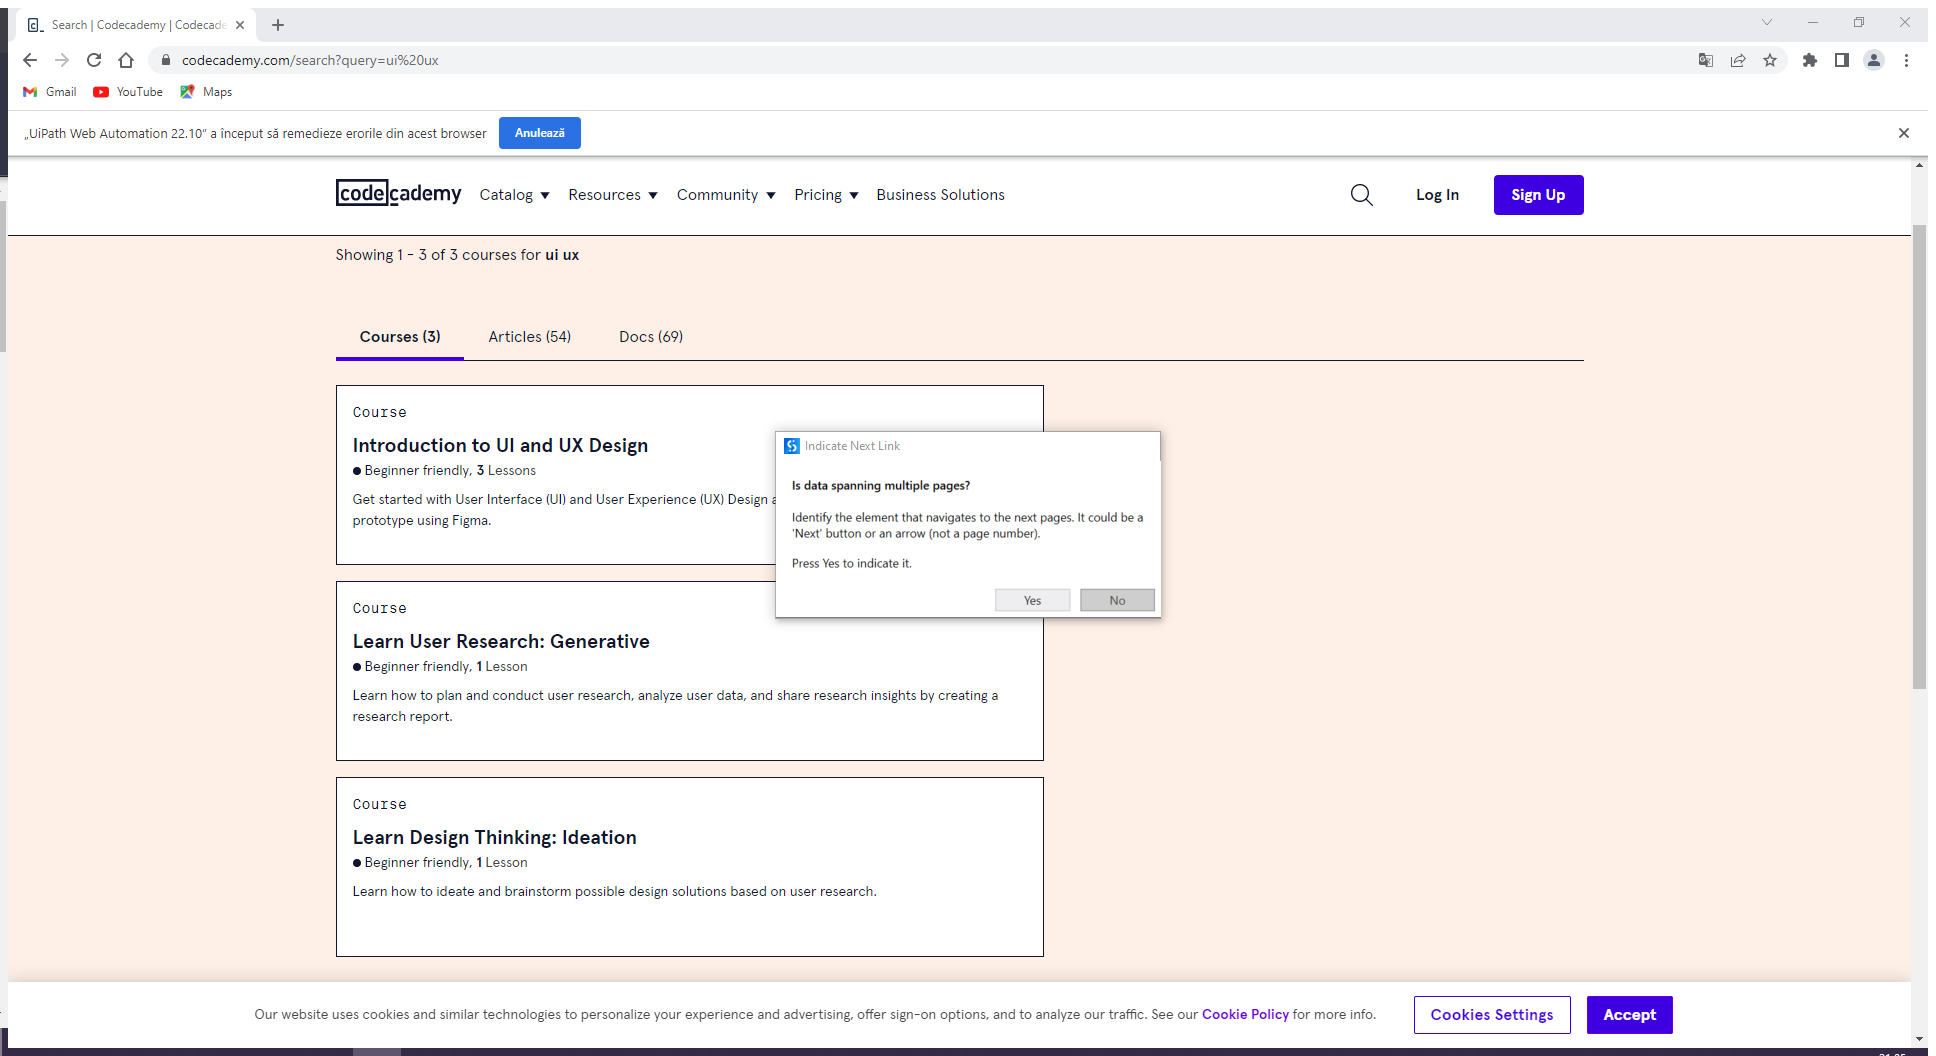 Search | Codecademy | Codecade
codecademy.com/search?query=ui%20ux
Gmail YouTube Maps
„UiPath Web Automation 22.10” a început să remedieze erorile din acest browser Anulează
codecademy Catalog Resources Community Pricing Business Solutions Log In Sign Up
Showing 1 - 3 of 3 courses for ui ux
Courses (3) Articles (54) Docs (69)
Course
Introduction to UI and UX Design
Beginner friendly, 3 Lessons
Get started with User Interface (UI) and User Experience (UX) Design a
prototype using Figma.
Indicate Next Link
Is data spanning multiple pages?
Identify the element that navigates to the next pages. It could be a
'Next' button or an arrow (not a page number).
Press Yes to indicate it.
Yes No
Course
Learn User Research: Generative
Beginner friendly, 1 Lesson
Learn how to plan and conduct user research, analyze user data, and share research insights by creating a
research report.
Course
Learn Design Thinking: Ideation
Beginner friendly, 1 Lesson
Learn how to ideate and brainstorm possible design solutions based on user research.
Our website uses cookies and similar technologies to personalize your experience and advertising, offer sign-on options, and to analyze our traffic. See our Cookie Policy for more info. Cookies Settings Accept